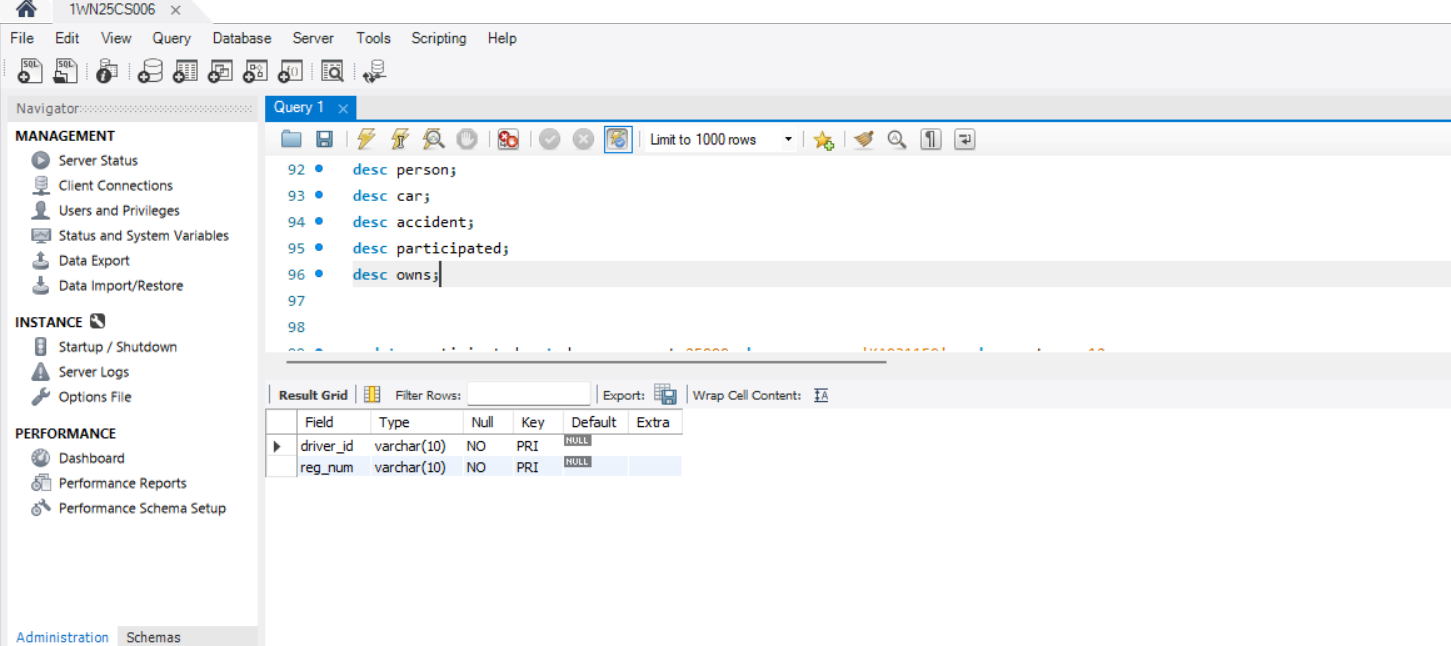 1WN25CS006 ×
File Edit View Query Database Server Tools Scripting Help
Navigator
MANAGEMENT
Server Status
Client Connections
Users and Privileges
Status and System Variables
Data Export
Data Import/Restore
INSTANCE
Startup / Shutdown
Server Logs
Options File
PERFORMANCE
Dashboard
Performance Reports
Performance Schema Setup
Administration Schemas
Query 1 ×
Limit to 1000 rows
92 desc person;
93 desc car;
94 desc accident;
95 desc participated;
96 desc owns;
97
98
Result Grid Filter Rows: Export: Wrap Cell Content:
Field Type Null Key Default Extra
driver_id varchar(10) NO PRI NULL
reg_num varchar(10) NO PRI NULL